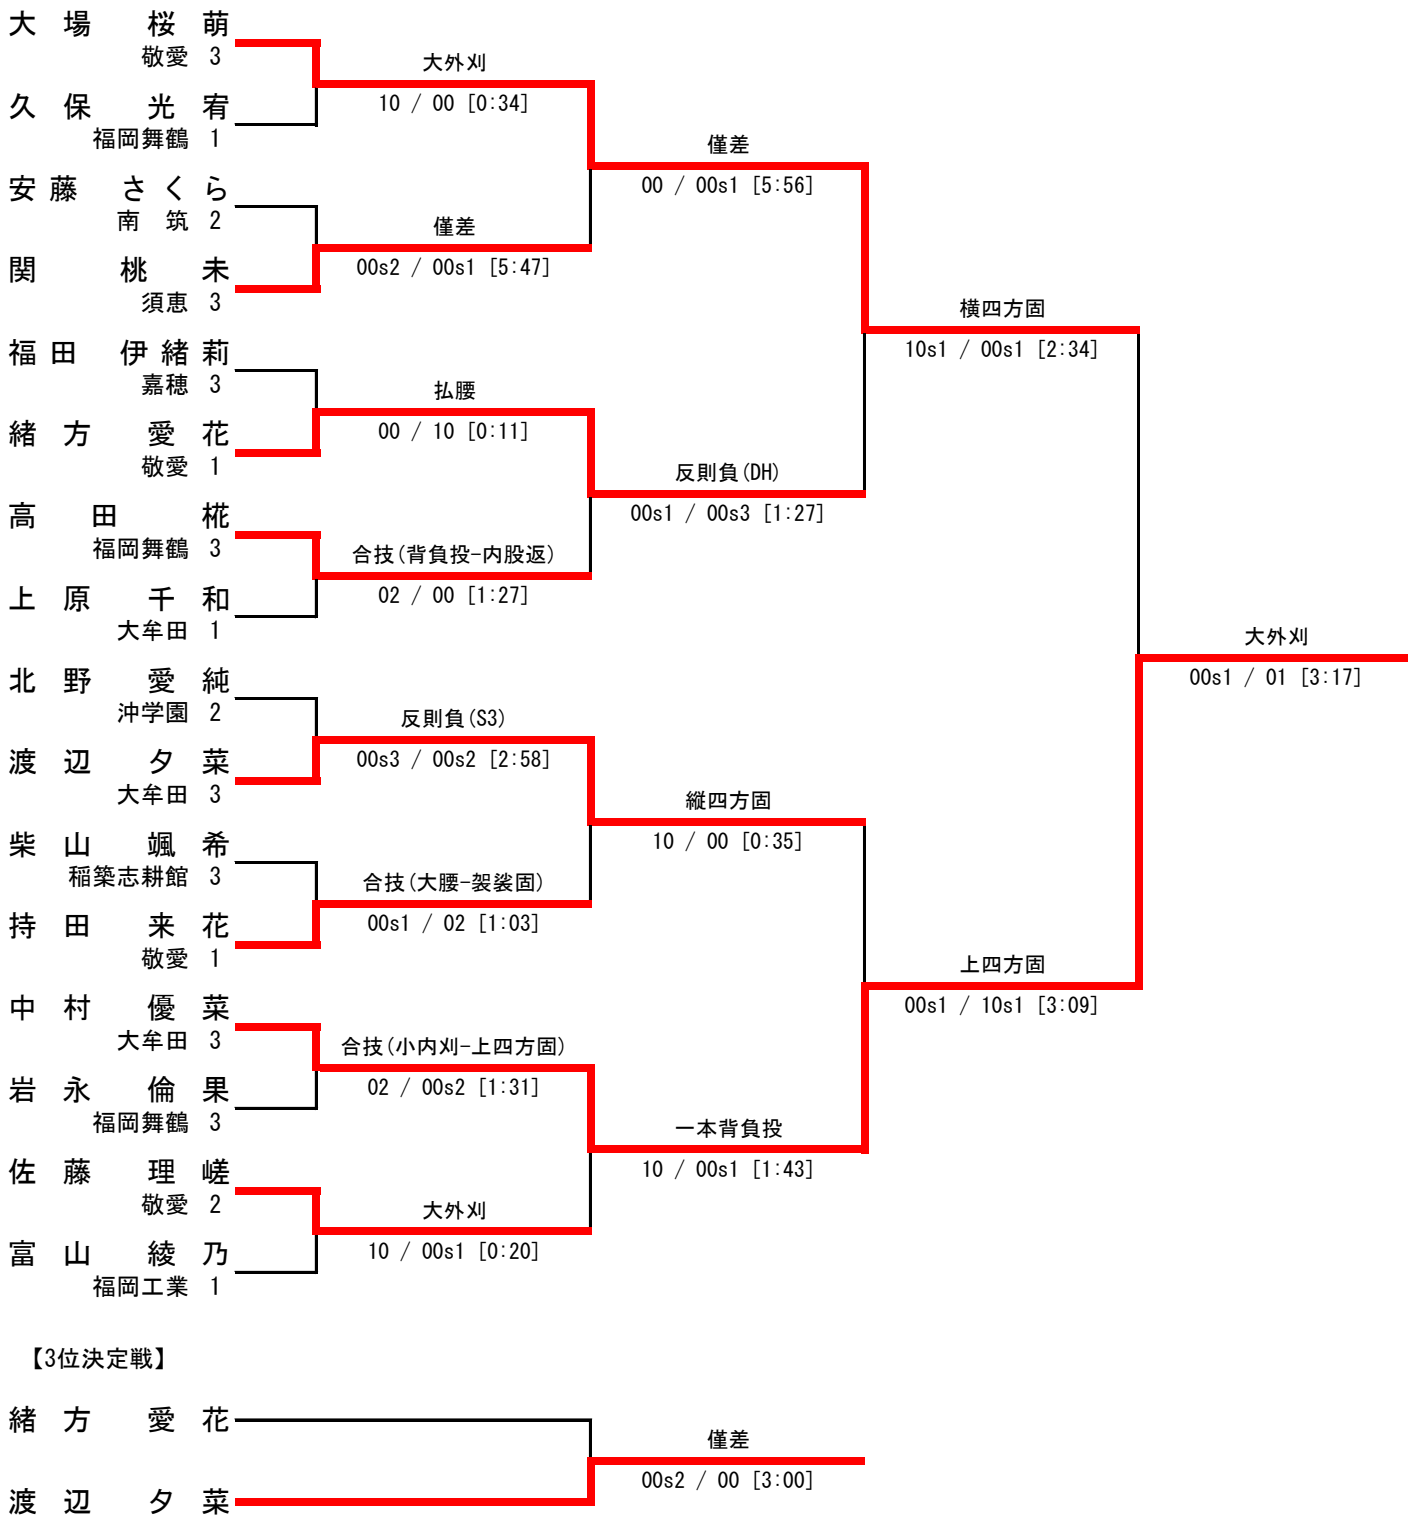 大場 桜萌
敬愛 3
久保 光宥
福岡舞鶴 1
安藤 さくら
南 筑 2
関 桃未
須恵 3
福田 伊緒莉
嘉穂 3
緒方 愛花
敬愛 1
高田 椛
福岡舞鶴 3
上原 千和
大牟田 1
北野 愛純
沖学園 2
渡辺 夕菜
大牟田 3
柴山 颯希
稲築志耕館 3
持田 来花
敬愛 1
中村 優菜
大牟田 3
岩永 倫果
福岡舞鶴 3
佐藤 理嵯
敬愛 2
富山 綾乃
福岡工業 1
大外刈
10 / 00 [0:34]
僅差
00s2 / 00s1 [5:47]
払腰
00 / 10 [0:11]
合技(背負投-内股返)
02 / 00 [1:27]
反則負(S3)
00s3 / 00s2 [2:58]
合技(大腰-袈裟固)
00s1 / 02 [1:03]
合技(小内刈-上四方固)
02 / 00s2 [1:31]
大外刈
10 / 00s1 [0:20]
僅差
00 / 00s1 [5:56]
反則負(DH)
00s1 / 00s3 [1:27]
縦四方固
10 / 00 [0:35]
一本背負投
10 / 00s1 [1:43]
横四方固
10s1 / 00s1 [2:34]
上四方固
00s1 / 10s1 [3:09]
大外刈
00s1 / 01 [3:17]
【3位決定戦】
緒方 愛花
渡辺 夕菜
僅差
00s2 / 00 [3:00]